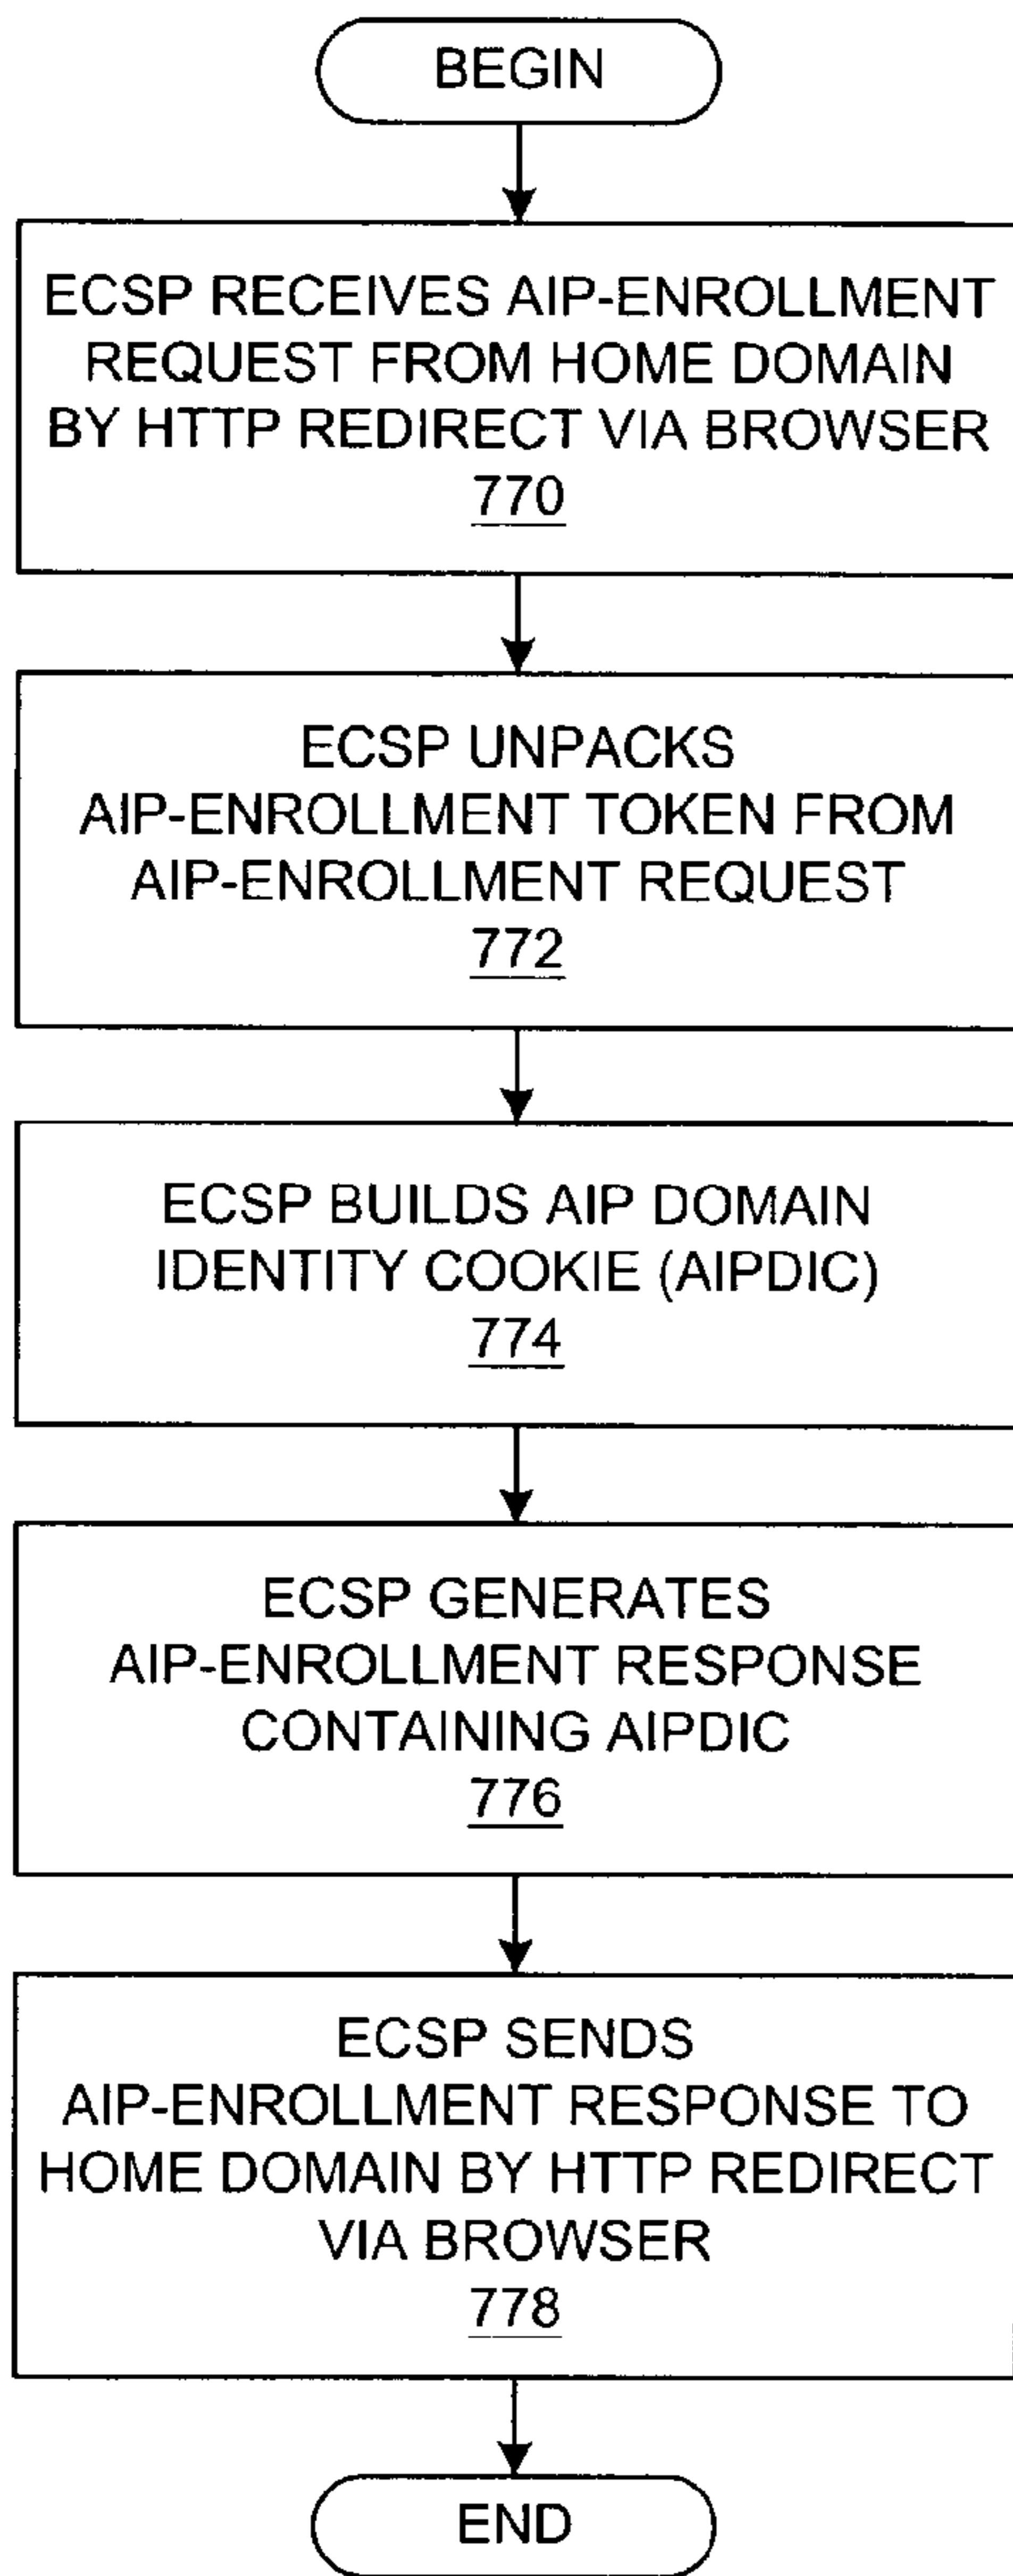 BEGIN
ECSP RECEIVES AIP-ENROLLMENT
REQUEST FROM HOME DOMAIN
BY HTTP REDIRECT VIA BROWSER
770
ECSP UNPACKS
AIP-ENROLLMENT TOKEN FROM
AIP-ENROLLMENT REQUEST
772
ECSP BUILDS AIP DOMAIN
IDENTITY COOKIE (AIPDIC)
774
ECSP GENERATES
AIP-ENROLLMENT RESPONSE
CONTAINING AIPDIC
776
ECSP SENDS
AIP-ENROLLMENT RESPONSE TO
HOME DOMAIN BY HTTP REDIRECT
VIA BROWSER
778
END